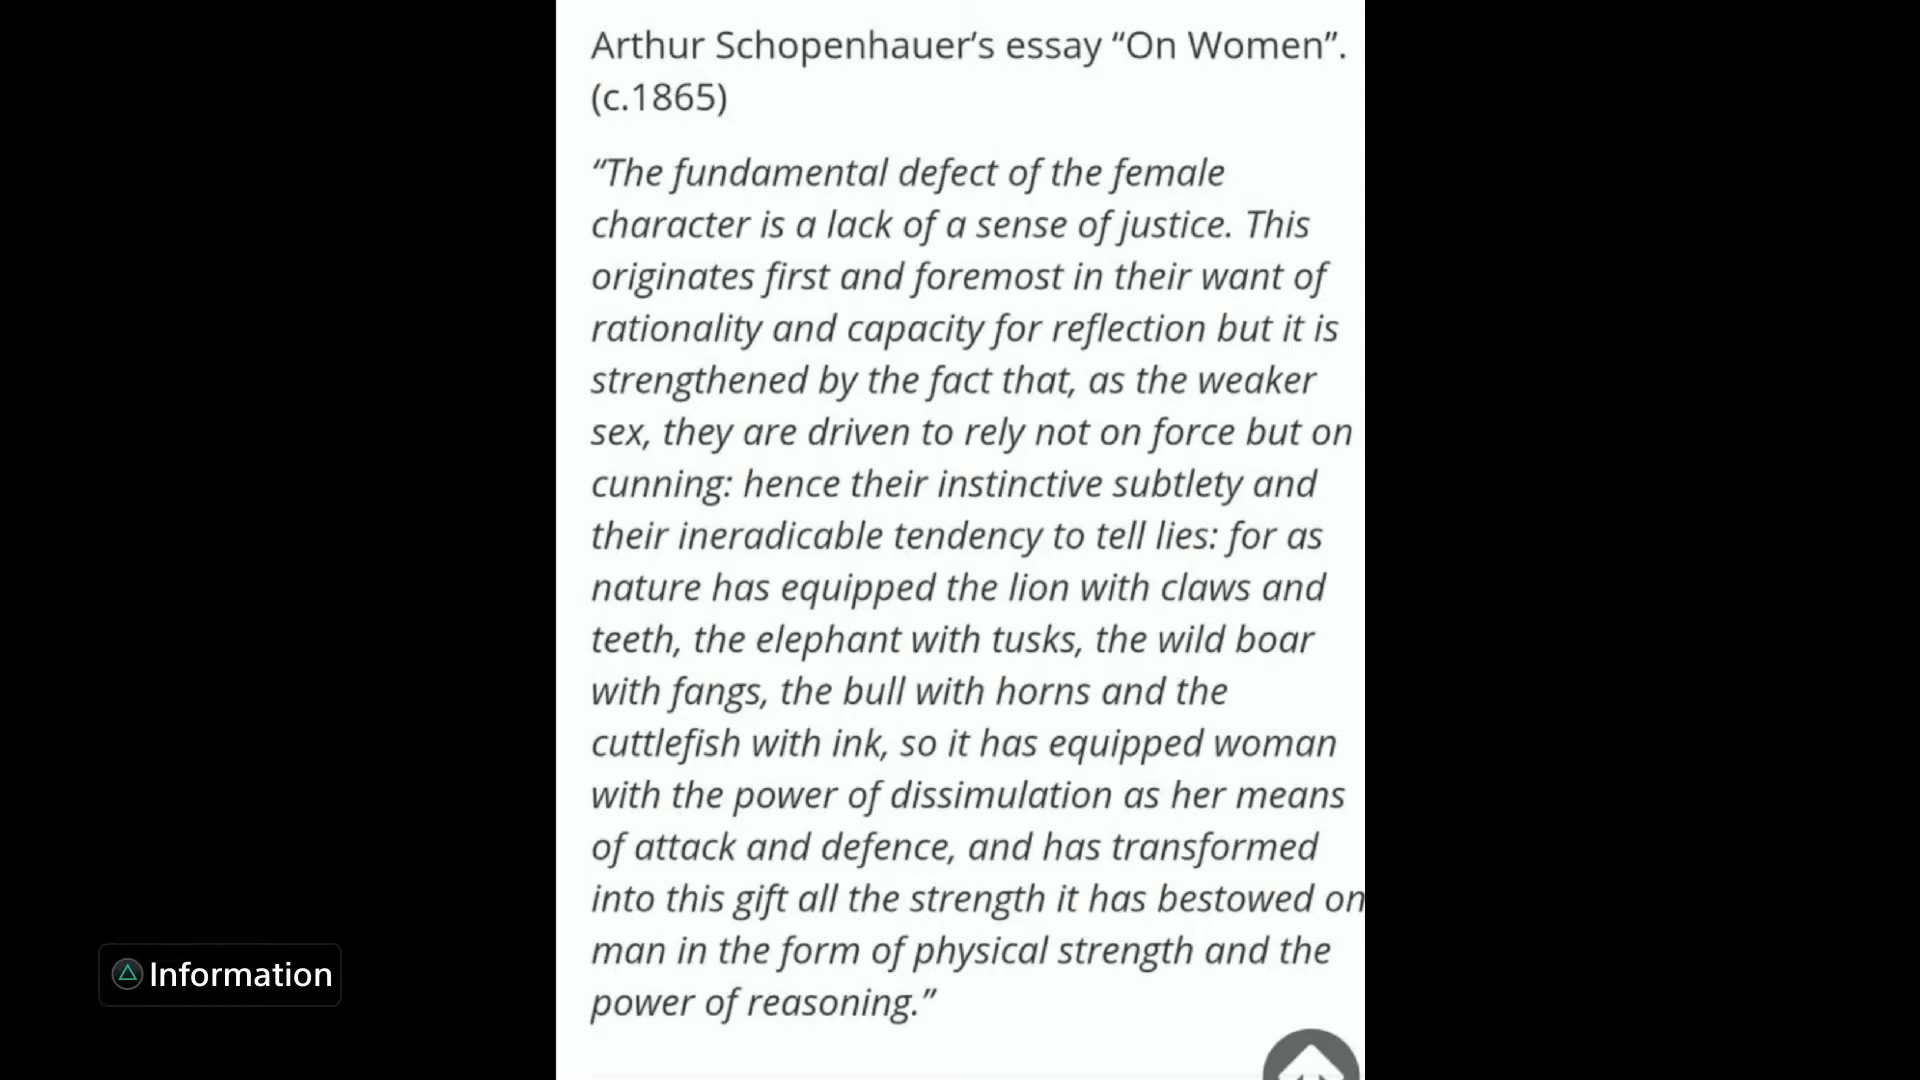 Arthur Schopenhauer’s essay “On Women”.
(c.1865)
“The fundamental defect of the female
character is a lack of a sense of justice. This
originates first and foremost in their want of
rationality and capacity for reflection but it is
strengthened by the fact that, as the weaker
sex, they are driven to rely not on force but on
cunning: hence their instinctive subtlety and
their ineradicable tendency to tell lies: for as
nature has equipped the lion with claws and
teeth, the elephant with tusks, the wild boar
with fangs, the bull with horns and the
cuttlefish with ink, so it has equipped woman
with the power of dissimulation as her means
of attack and defence, and has transformed
into this gift all the strength it has bestowed on
man in the form of physical strength and the
power of reasoning.”
Information